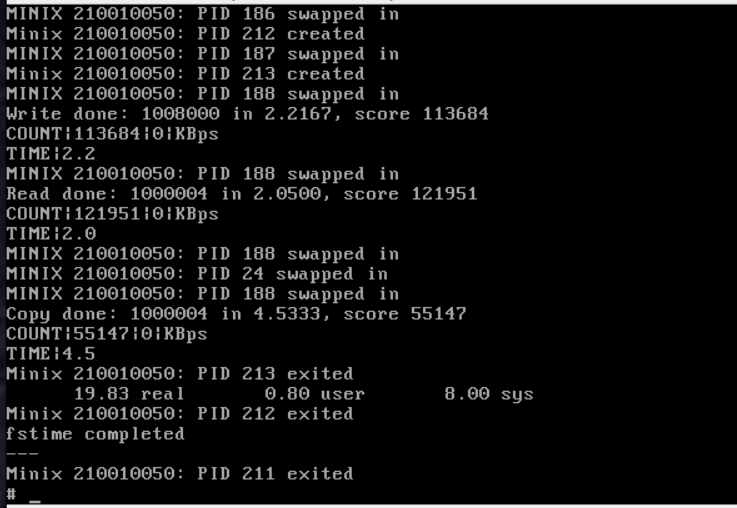 MINIX 210010050: PID 186 swapped in
Minix 210010050: PID 212 created
MINIX 210010050: PID 187 swapped in
Minix 210010050: PID 213 created
MINIX 210010050: PID 188 swapped in
Write done: 1008000 in 2.2167, score 113684
COUNT|113684|0|KBps
TIME|2.2
MINIX 210010050: PID 188 swapped in
Read done: 1000004 in 2.0500, score 121951
COUNT|121951|0|KBps
TIME|2.0
MINIX 210010050: PID 188 swapped in
MINIX 210010050: PID 24 swapped in
MINIX 210010050: PID 188 swapped in
Copy done: 1000004 in 4.5333, score 55147
COUNT|55147|0|KBps
TIME|4.5
Minix 210010050: PID 213 exited
      19.83 real       0.80 user       8.00 sys
Minix 210010050: PID 212 exited
fstime completed
---
Minix 210010050: PID 211 exited
# _